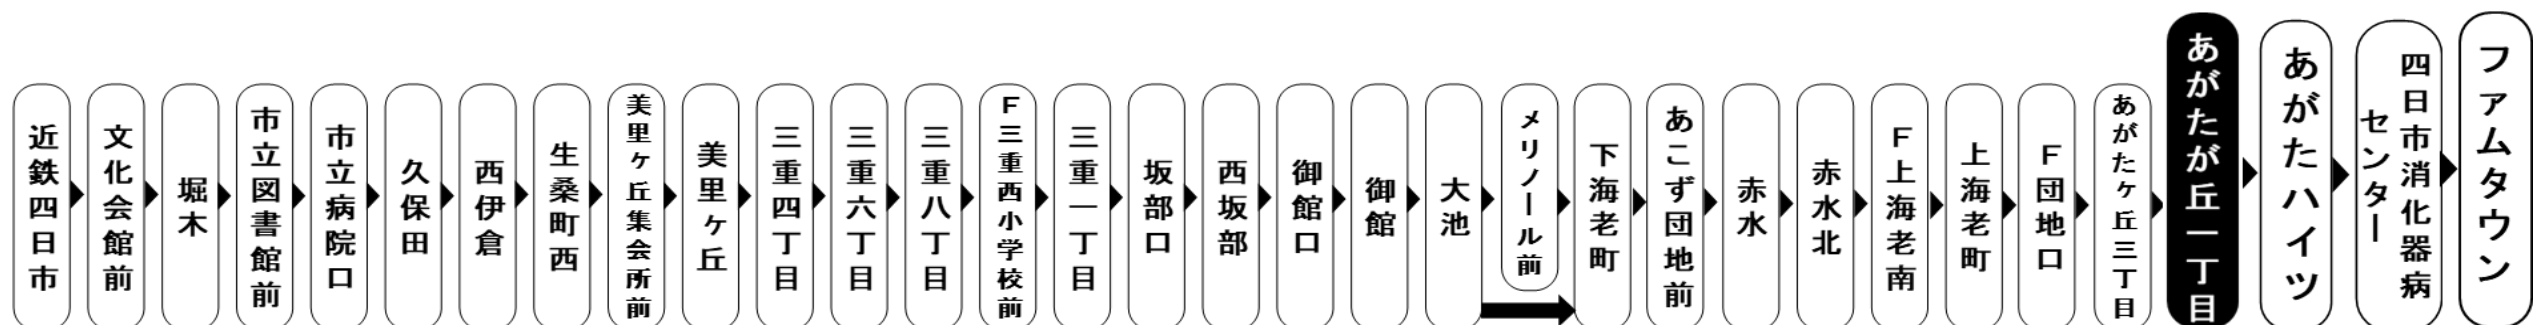 近鉄四日市
文化会館前
堀木
市立図書館前
市立病院口
久保田
西伊倉
生桑町西
美里ヶ丘集会所前
美里ヶ丘
三重四丁目
三重六丁目
三重八丁目
F三重西小学校前
三重一丁目
坂部口
西坂部
御館口
御館
大池
メリノール前
下海老町
あこず団地前
赤水
赤水北
F上海老南
上海老町
F団地口
あがたヶ丘三丁目
あがたが丘一丁目
あがたハイツ
四日市消化器病
センター
ファムタウン